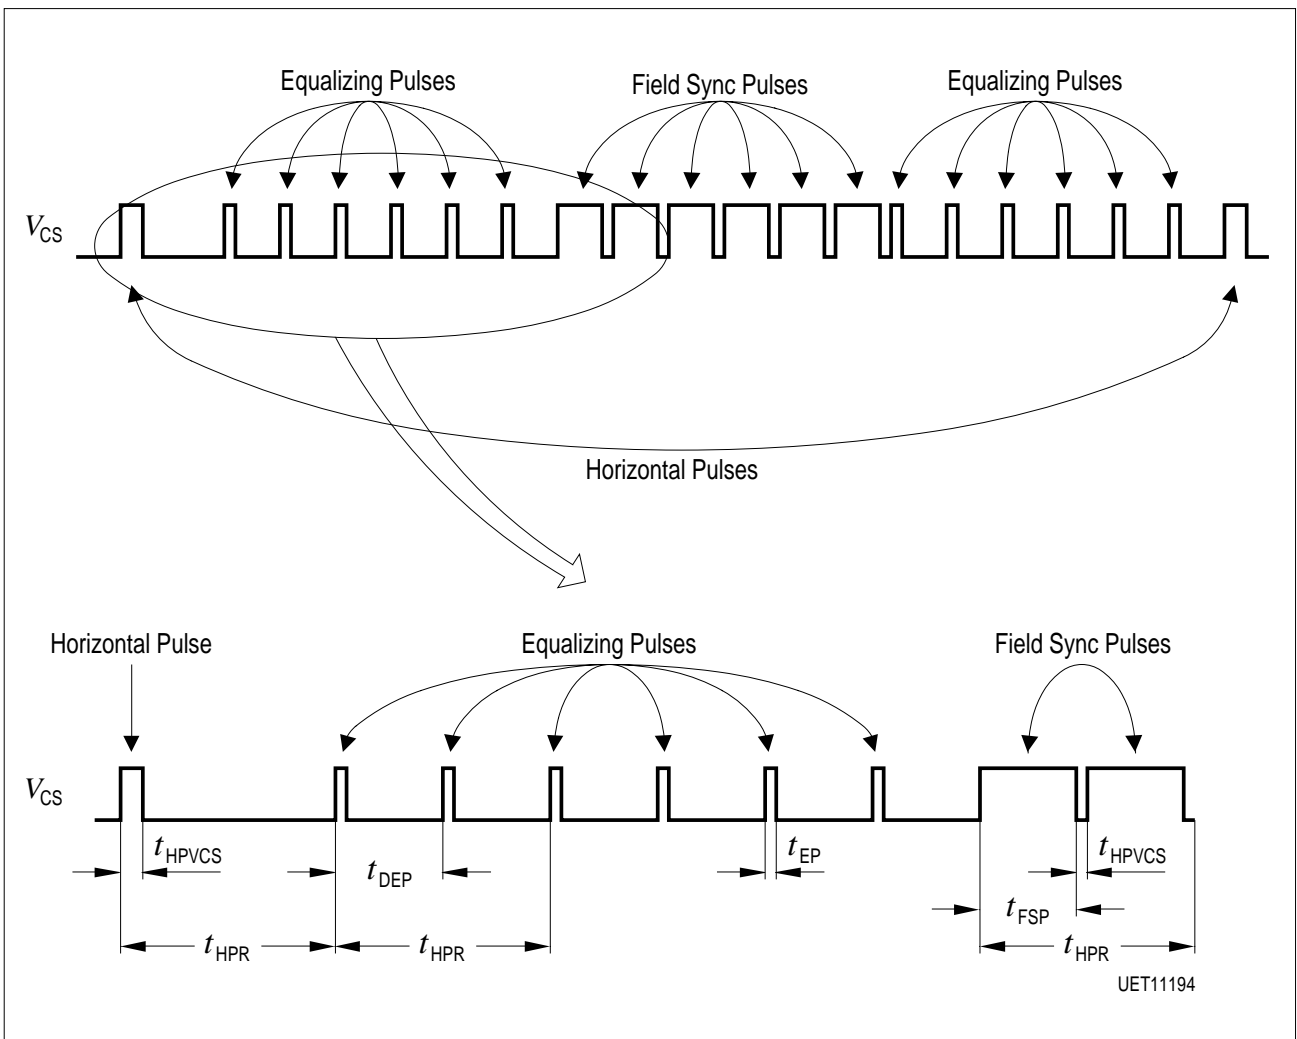 Equalizing Pulses
Field Sync Pulses
Equalizing Pulses
VCS
Horizontal Pulses
Horizontal Pulse
Equalizing Pulses
Field Sync Pulses
VCS
tHPVCS
tDEP
tEP
tHPVCS
tFSP
tHPR
tHPR
tHPR
UET11194